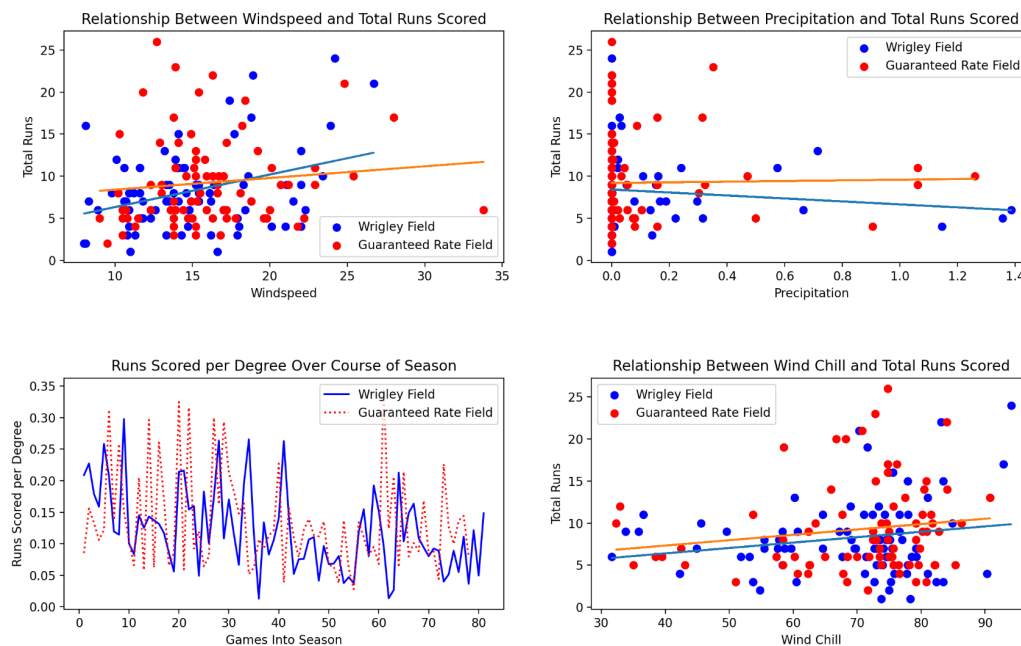 Relationship Between Windspeed and Total Runs Scored
25
20
15
10
5
0
Total Runs
Wrigley Field
Guaranteed Rate Field
10 15 20 25 30 35
Windspeed
Relationship Between Precipitation and Total Runs Scored
25
20
15
10
5
0
Total Runs
Wrigley Field
Guaranteed Rate Field
0.0 0.2 0.4 0.6 0.8 1.0 1.2 1.4
Precipitation
Runs Scored per Degree Over Course of Season
0.35
0.30
0.25
0.20
0.15
0.10
0.05
0.00
Runs Scored per Degree
Wrigley Field
Guaranteed Rate Field
0 10 20 30 40 50 60 70 80
Games Into Season
Relationship Between Wind Chill and Total Runs Scored
25
20
15
10
5
0
Total Runs
Wrigley Field
Guaranteed Rate Field
30 40 50 60 70 80 90
Wind Chill